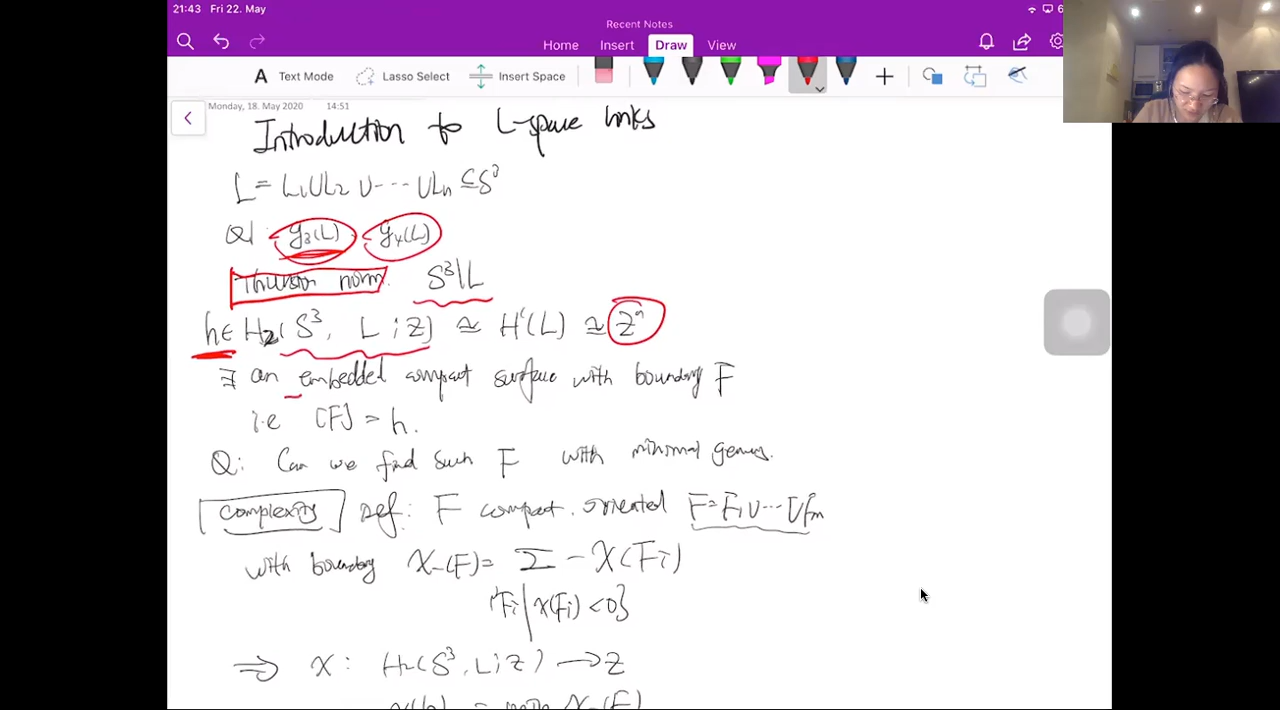 21:43 Fri 22. May
Recent Notes
Home Insert Draw View
Text Mode Lasso Select Insert Space
Monday, 18. May 2020 14:51
Introduction to L-space links
L = L1 ∪ L2 ∪ ··· ∪ Ln ⊆ S³
Q: g₃(L) g₄(L)
Thurston norm. S³\L
h ∈ H₂(S³, L; Z) ≅ H¹(L) ≅ Zⁿ
∃ an embedded compact surface with boundary F
i.e [F] = h.
Q: Can we find such F with minimal genus.
Complexity Def: F compact. oriented F = F₁ ∪ ··· ∪ Fm
with boundary χ₋(F) = Σ − χ(Fi)
{Fi | χ(Fi) < 0}
⇒ χ: H₂(S³, L; Z) → Z
x(h) = min χ₋(F)